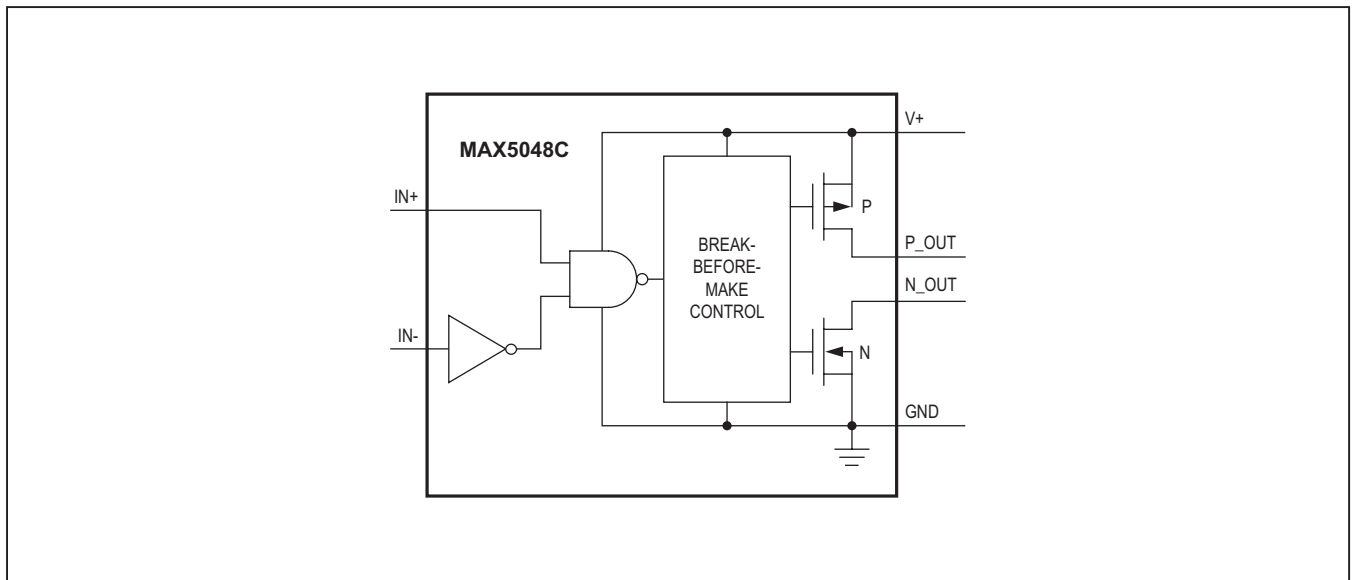 MAX5048C
V+
IN+
P
BREAK-
BEFORE-
MAKE
CONTROL
P_OUT
N_OUT
IN-
N
GND